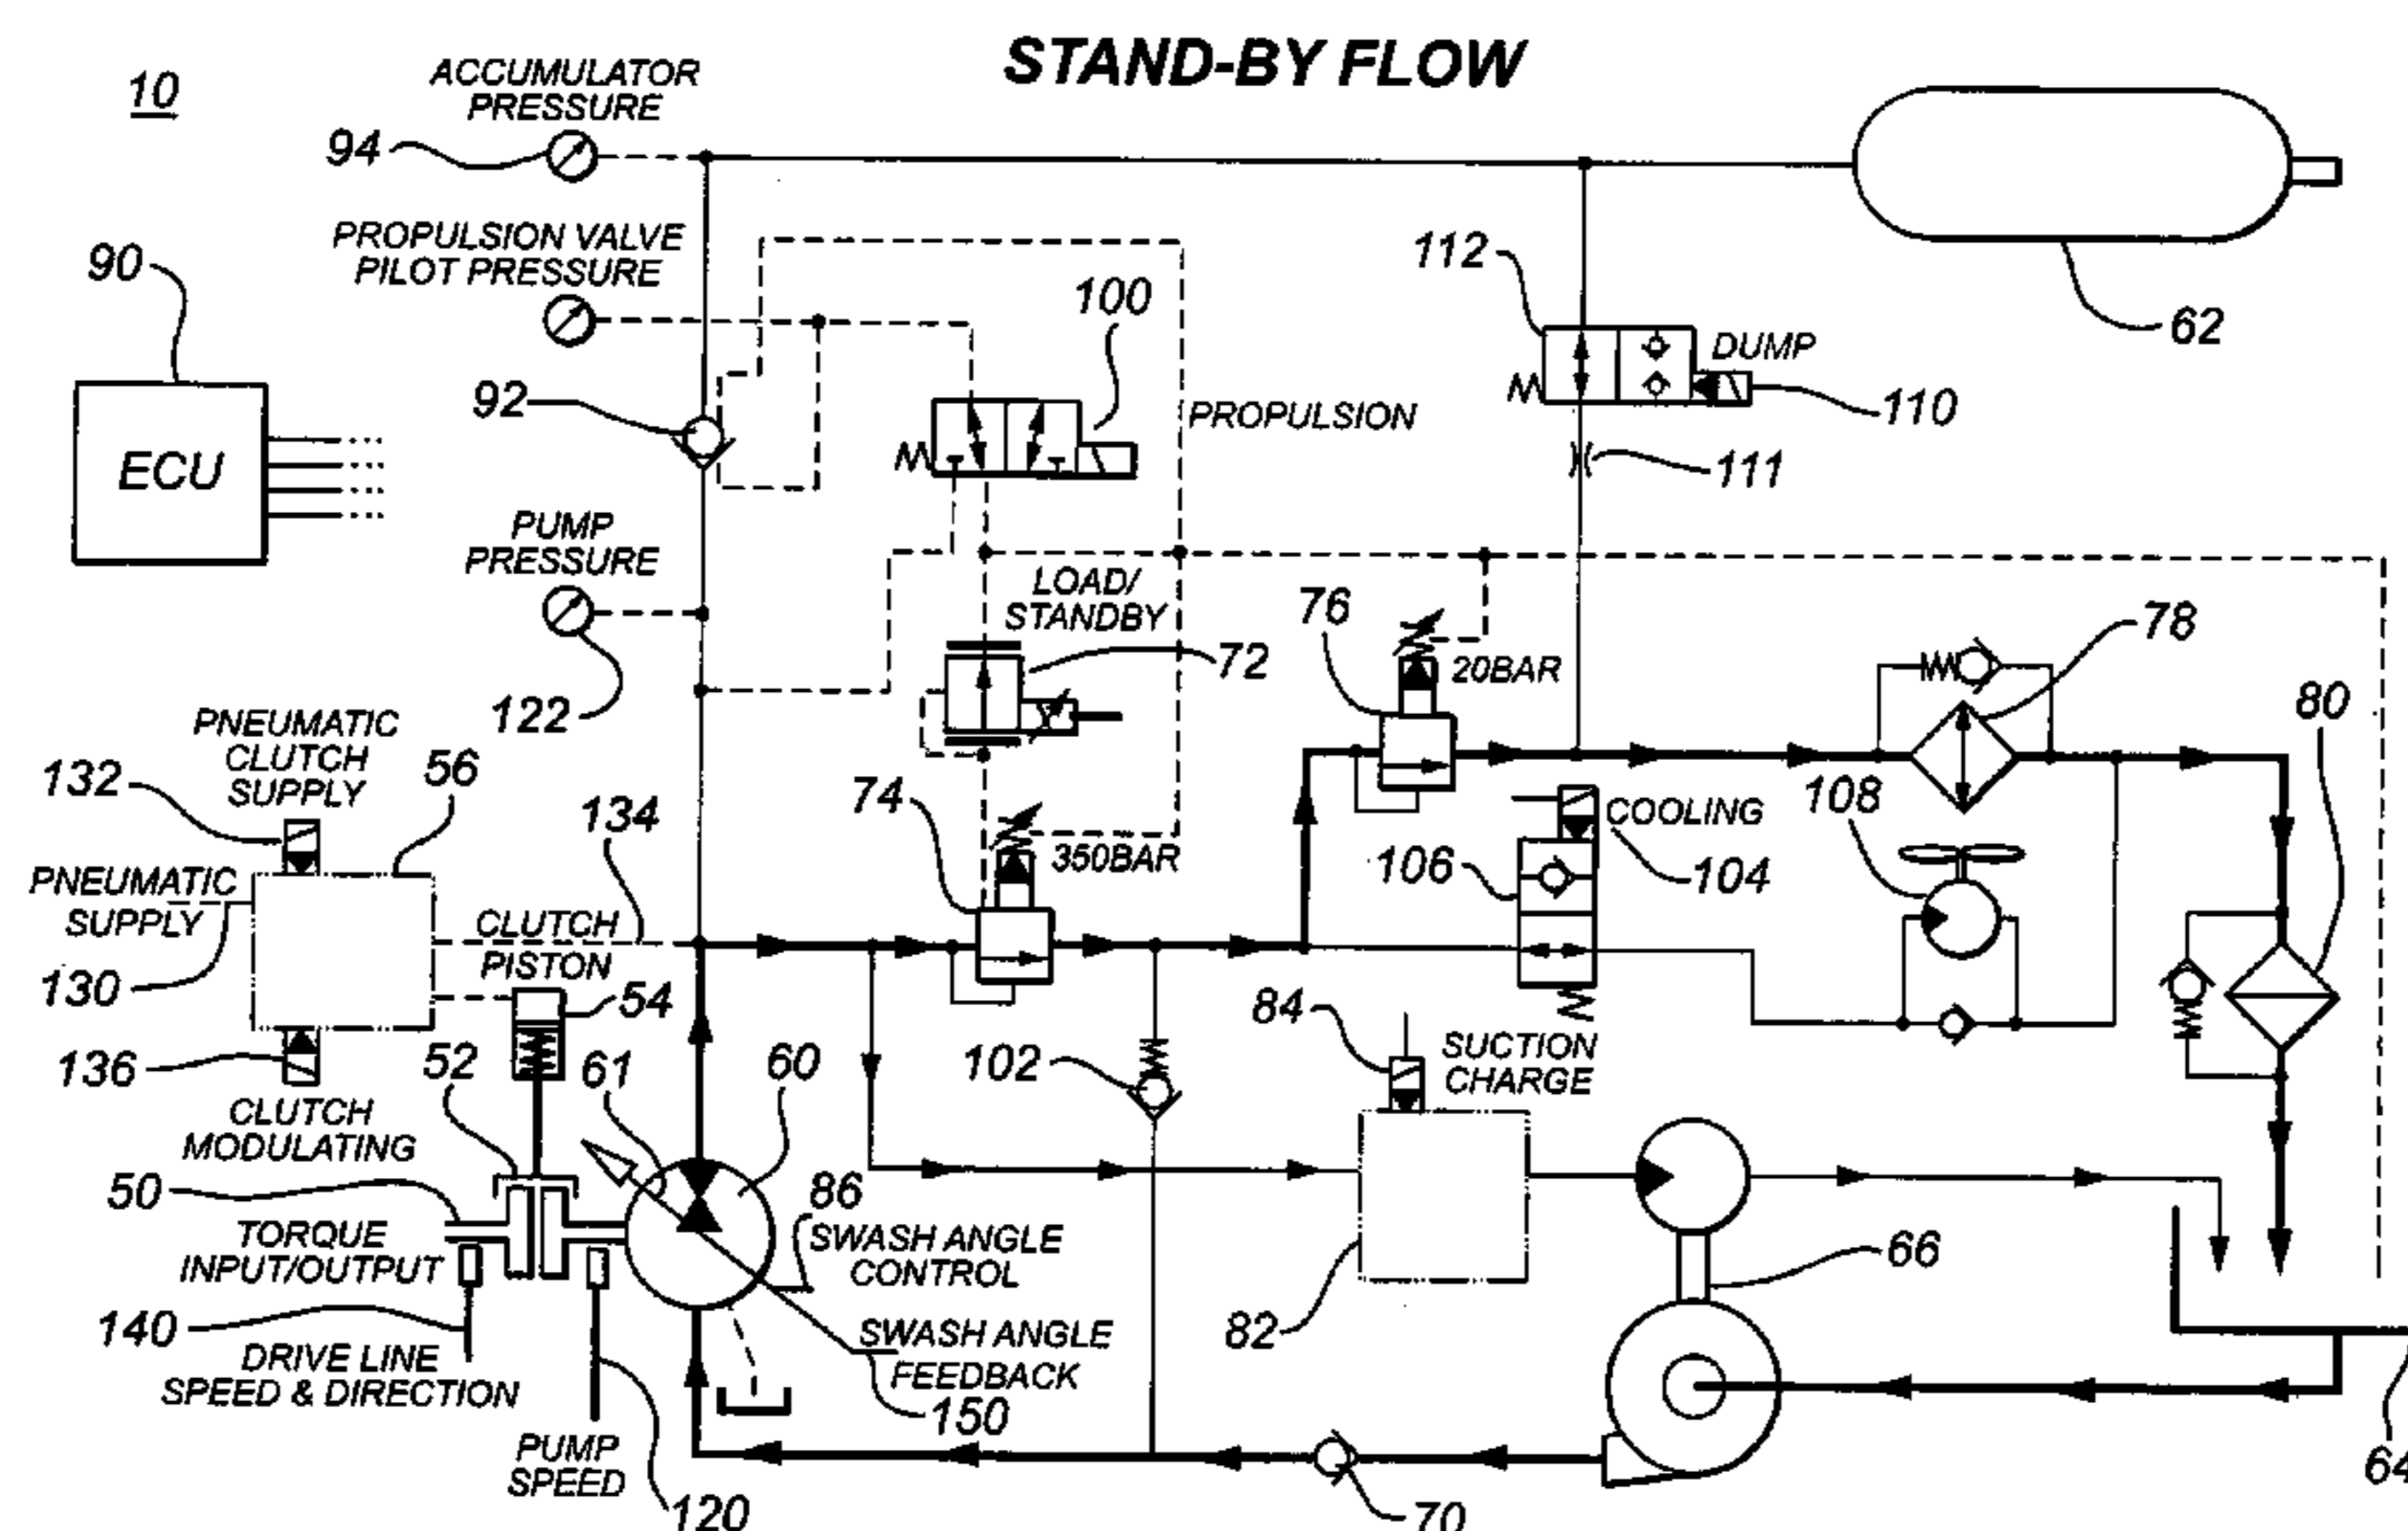 STAND-BY FLOW
10
ACCUMULATOR
PRESSURE
94
PROPULSION VALVE
PILOT PRESSURE
90
ECU
92
100
PROPULSION
112
DUMP
110
111
62
PUMP
PRESSURE
122
LOAD/
STANDBY
72
76
20BAR
78
80
PNEUMATIC
CLUTCH
SUPPLY
132
56
134
74
350BAR
COOLING
104
106
108
PNEUMATIC
SUPPLY
130
CLUTCH
PISTON
54
136
CLUTCH
MODULATING
52
61
60
102
84
SUCTION
CHARGE
50
TORQUE
INPUT/OUTPUT
86
SWASH ANGLE
CONTROL
66
82
140
DRIVE LINE
SPEED & DIRECTION
SWASH ANGLE
FEEDBACK
150
PUMP
SPEED
120
70
64